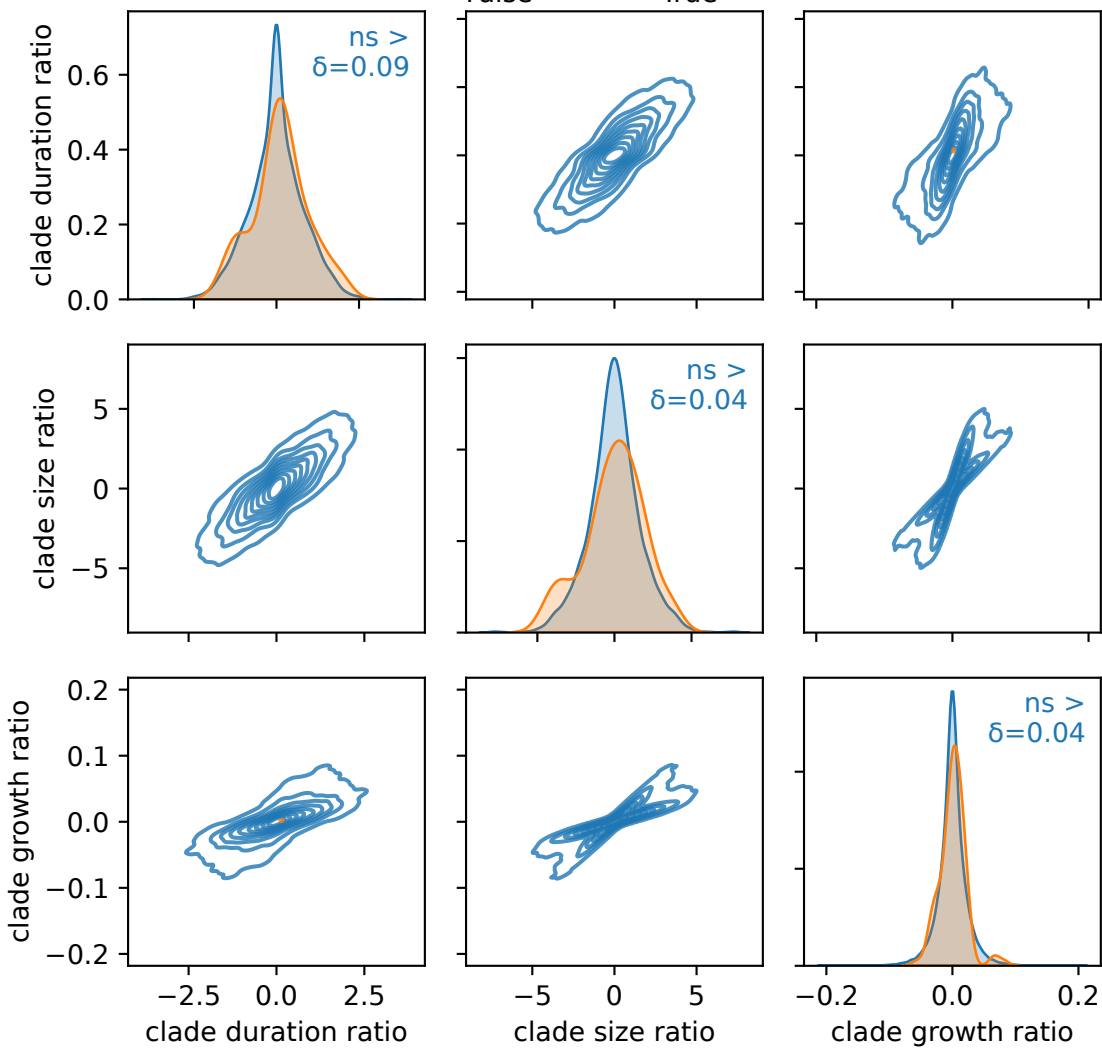 clade duration ratio
0.6
0.4
0.2
0.0
ns >
δ=0.09
clade size ratio
5
0
−5
ns >
δ=0.04
clade growth ratio
0.2
0.1
0.0
−0.1
−0.2
ns >
δ=0.04
−2.5 0.0 2.5
−5 0 5
−0.2 0.0 0.2
clade duration ratio
clade size ratio
clade growth ratio